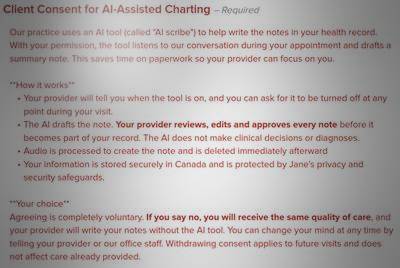 Client Consent for AI-Assisted Charting – Required
Our practice uses an AI tool (called "AI scribe") to help write the notes in your health record.
With your permission, the tool listens to our conversation during your appointment and drafts a
summary note. This saves time on paperwork so your provider can focus on you.
**How it works**
• Your provider will tell you when the tool is on, and you can ask for it to be turned off at any
point during your visit.
• The AI drafts the note. Your provider reviews, edits and approves every note before it
becomes part of your record. The AI does not make clinical decisions or diagnoses.
• Audio is processed to create the note and is deleted immediately afterward
• Your information is stored securely in Canada and is protected by Jane's privacy and
security safeguards.
**Your choice**
Agreeing is completely voluntary. If you say no, you will receive the same quality of care, and
your provider will write your notes without the AI tool. You can change your mind at any time by
telling your provider or our office staff. Withdrawing consent applies to future visits and does
not affect care already provided.